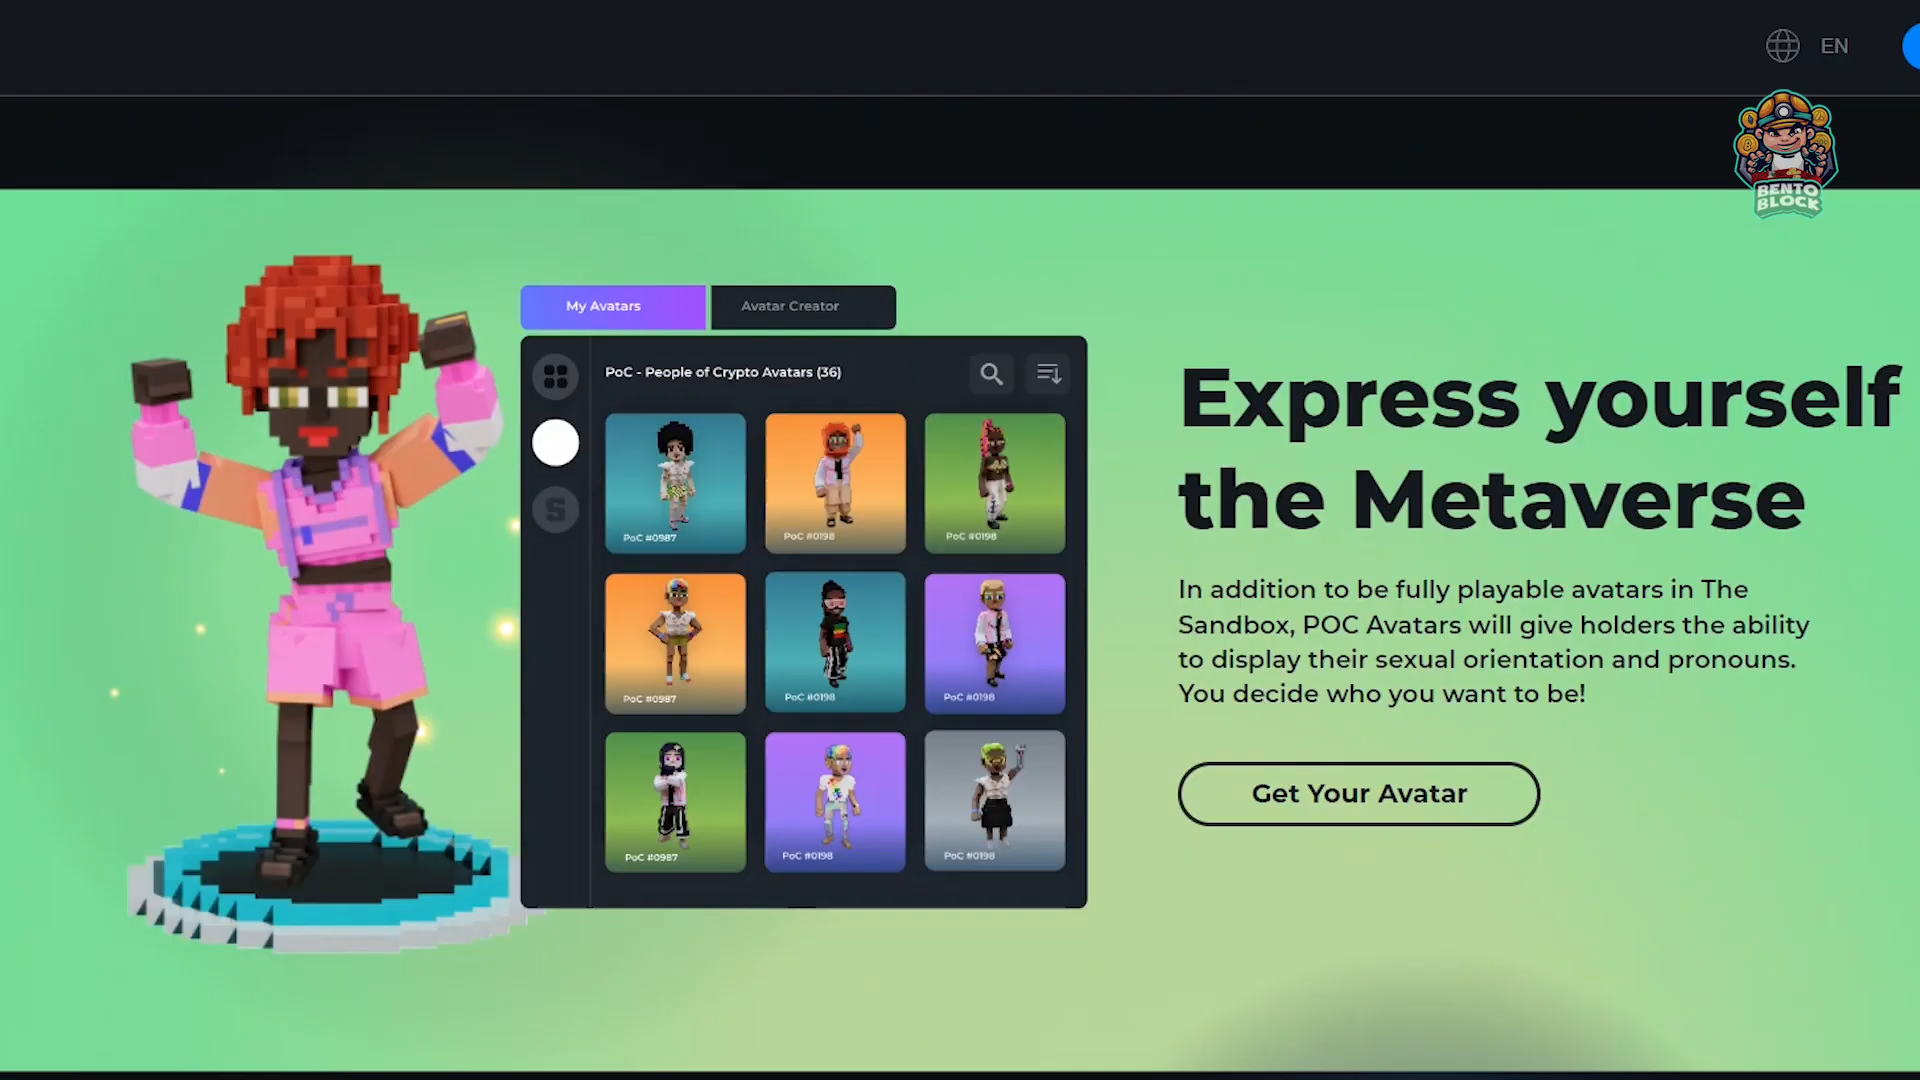 EN
BENTO
BLOCK
My Avatars
Avatar Creator
PoC - People of Crypto Avatars (36)
S
PoC #0987
PoC #0198
PoC #0198
PoC #0987
PoC #0198
PoC #0198
PoC #0987
PoC #0198
PoC #0198
Express yourself
the Metaverse
In addition to be fully playable avatars in The
Sandbox, POC Avatars will give holders the ability
to display their sexual orientation and pronouns.
You decide who you want to be!
Get Your Avatar